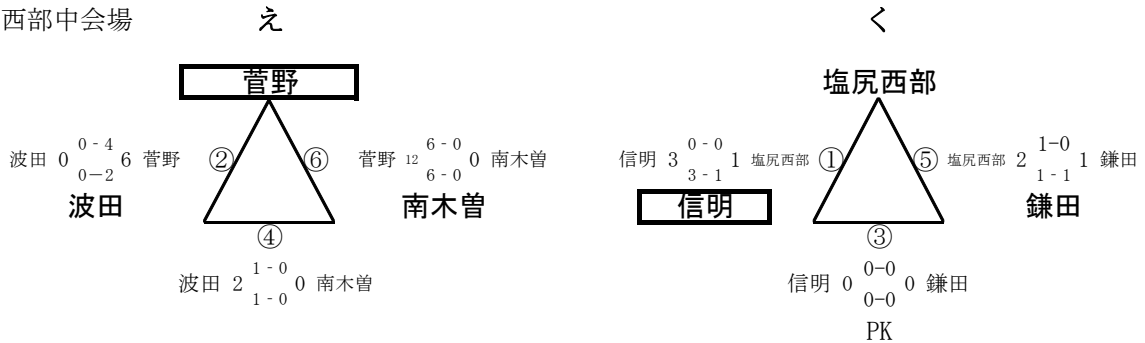 西部中会場 え く
菅野 塩尻西部
0 - 4 6 - 0 0 - 0 1-0
波田 0 6 菅野 ② ⑥ 菅野 12 0 南木曽 信明 3 1 塩尻西部 ① ⑤ 塩尻西部 2 1 鎌田
0－2 6 - 0 3 - 1 1 - 1
波田 南木曽 信明 鎌田
④ ③
1 - 0 0-0
波田 2 0 南木曽 信明 0 0 鎌田
1 - 0 0-0
PK